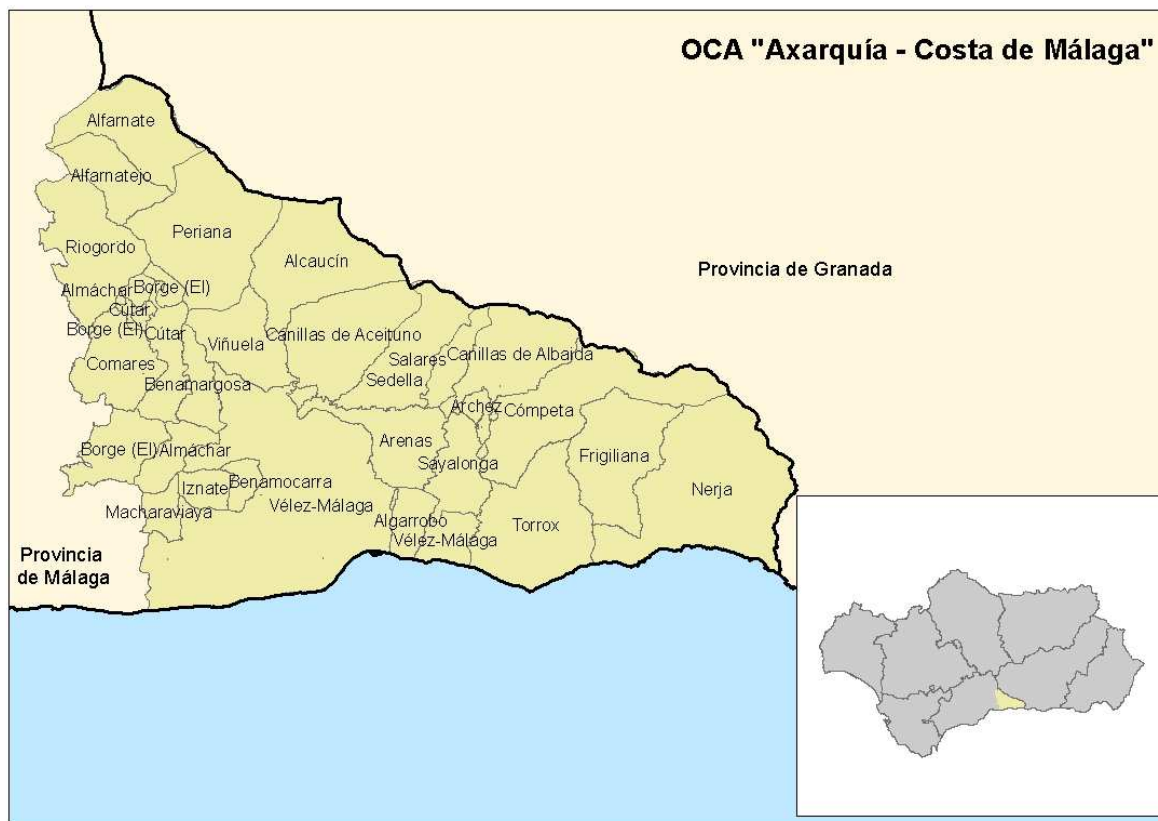 OCA "Axarquía - Costa de Málaga"
Alfarnate
Alfarnatejo
Periana
Riogordo
Alcaucín
Provincia de Granada
Almáchar
Borge (El)
Cútar
Borge (El)
Cútar
Viñuela
Canillas de Aceituno
Comares
Salares
Canillas de Albaida
Sedella
Benamargosa
Archez
Cómpeta
Arenas
Borge (El)
Almáchar
Sayalonga
Frigiliana
Iznate
Benamocarra
Nerja
Macharaviaya
Vélez-Málaga
Algarrobo
Torrox
Vélez-Málaga
Provincia
de Málaga